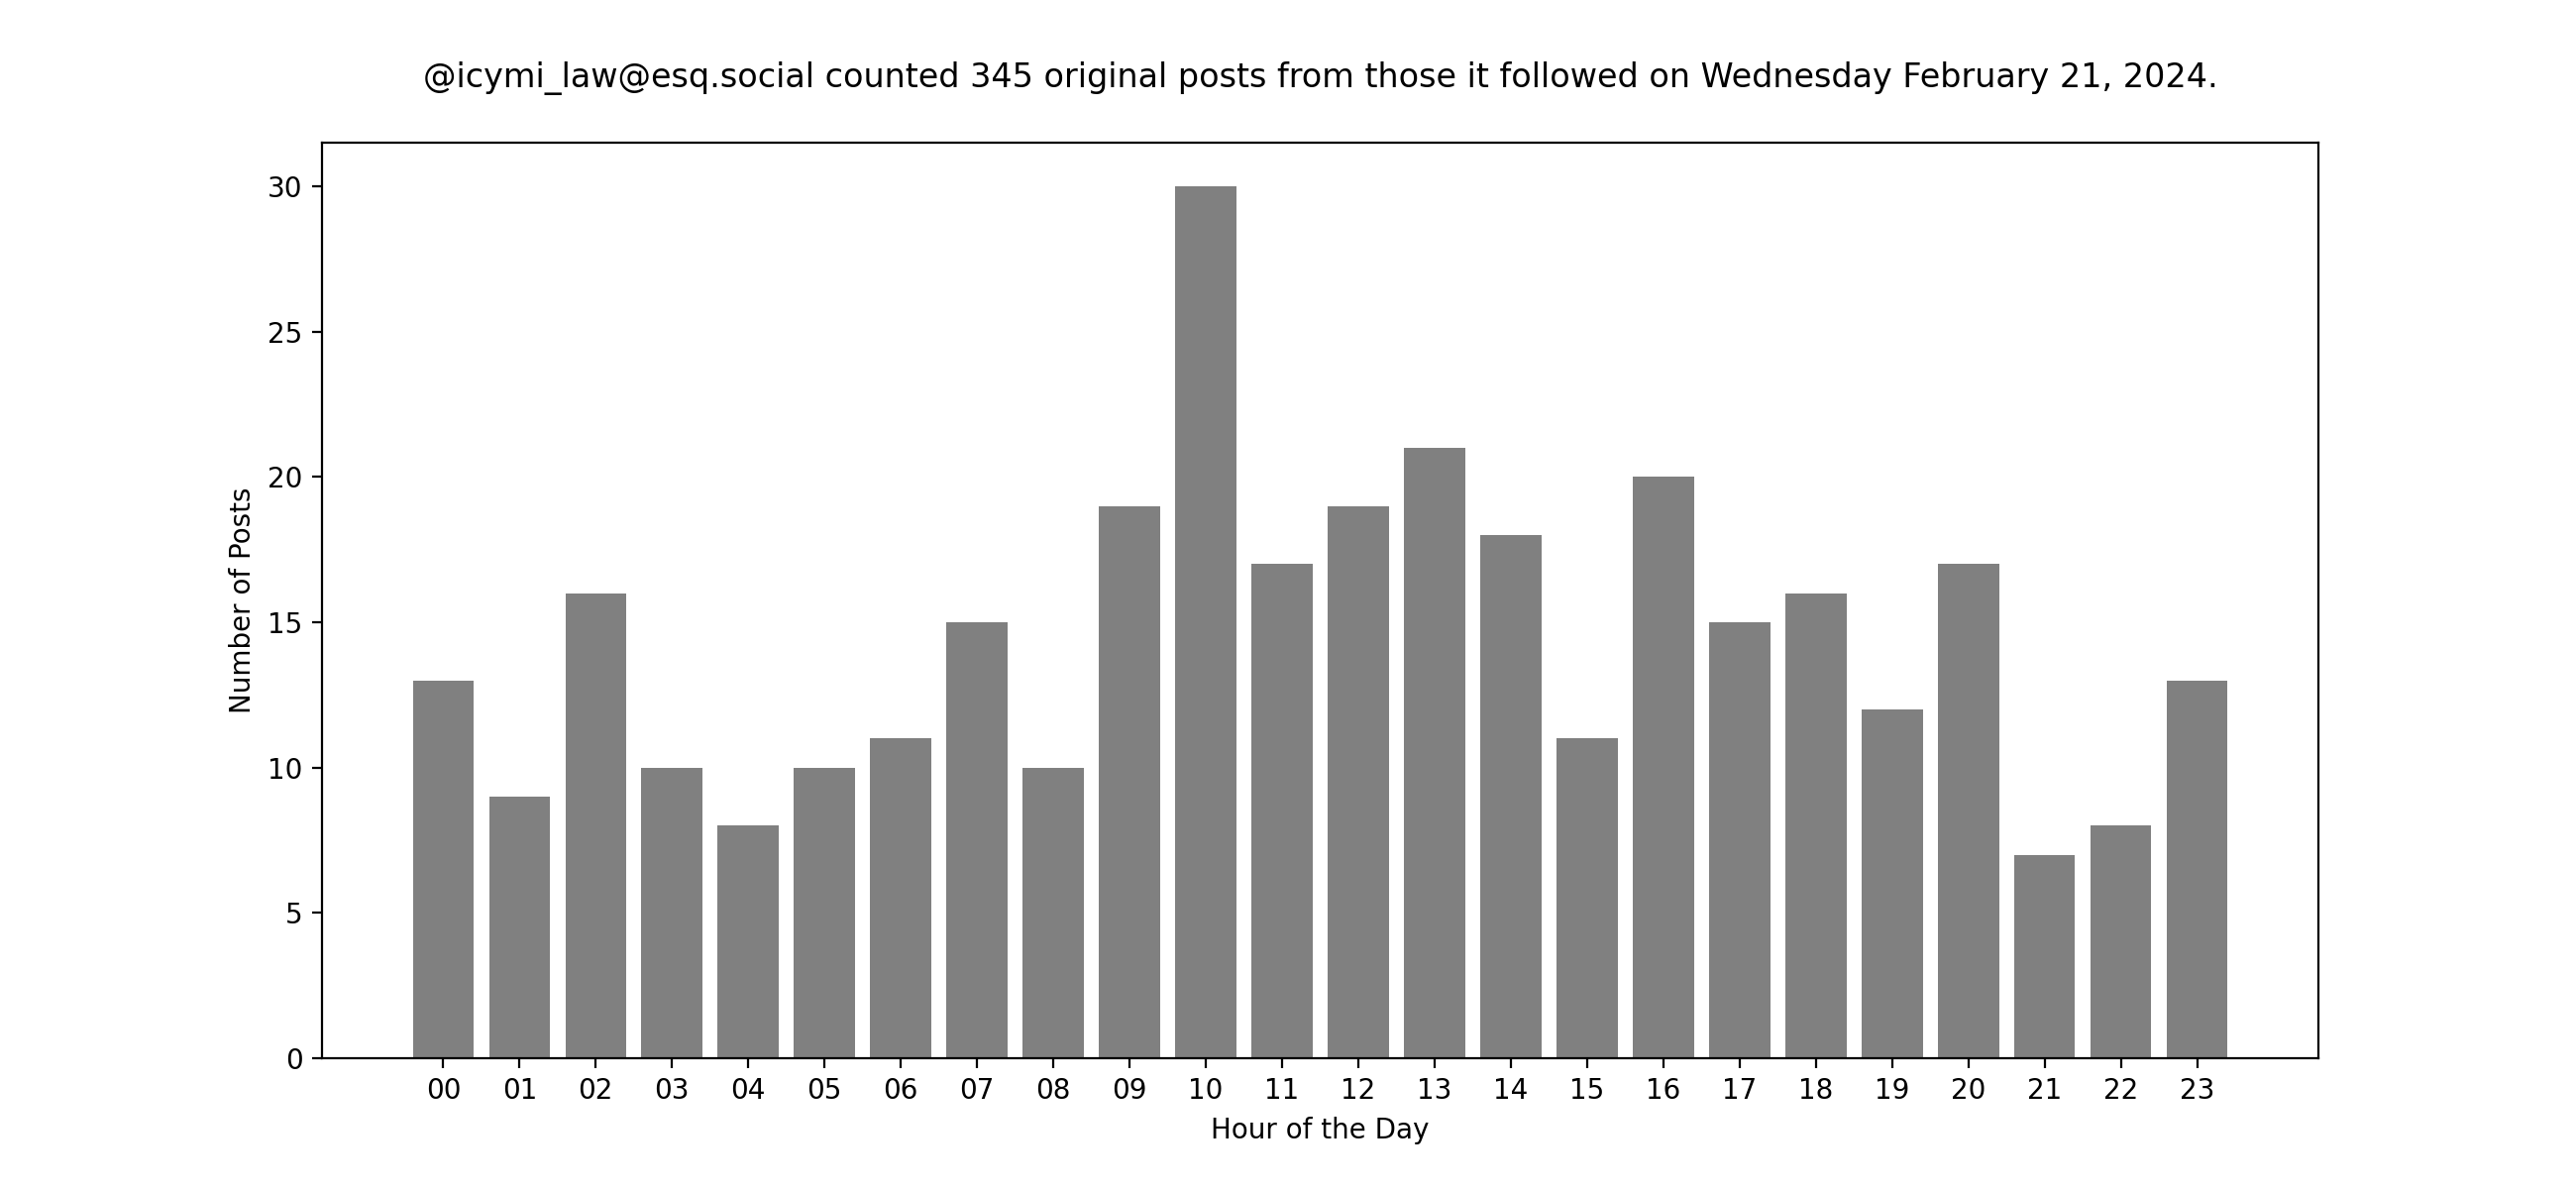 @icymi_law@esq.social counted 345 original posts from those it followed on Wednesday February 21, 2024.
30
25
20
15
10
5
0
Number of Posts
00 01 02 03 04 05 06 07 08 09 10 11 12 13 14 15 16 17 18 19 20 21 22 23
Hour of the Day